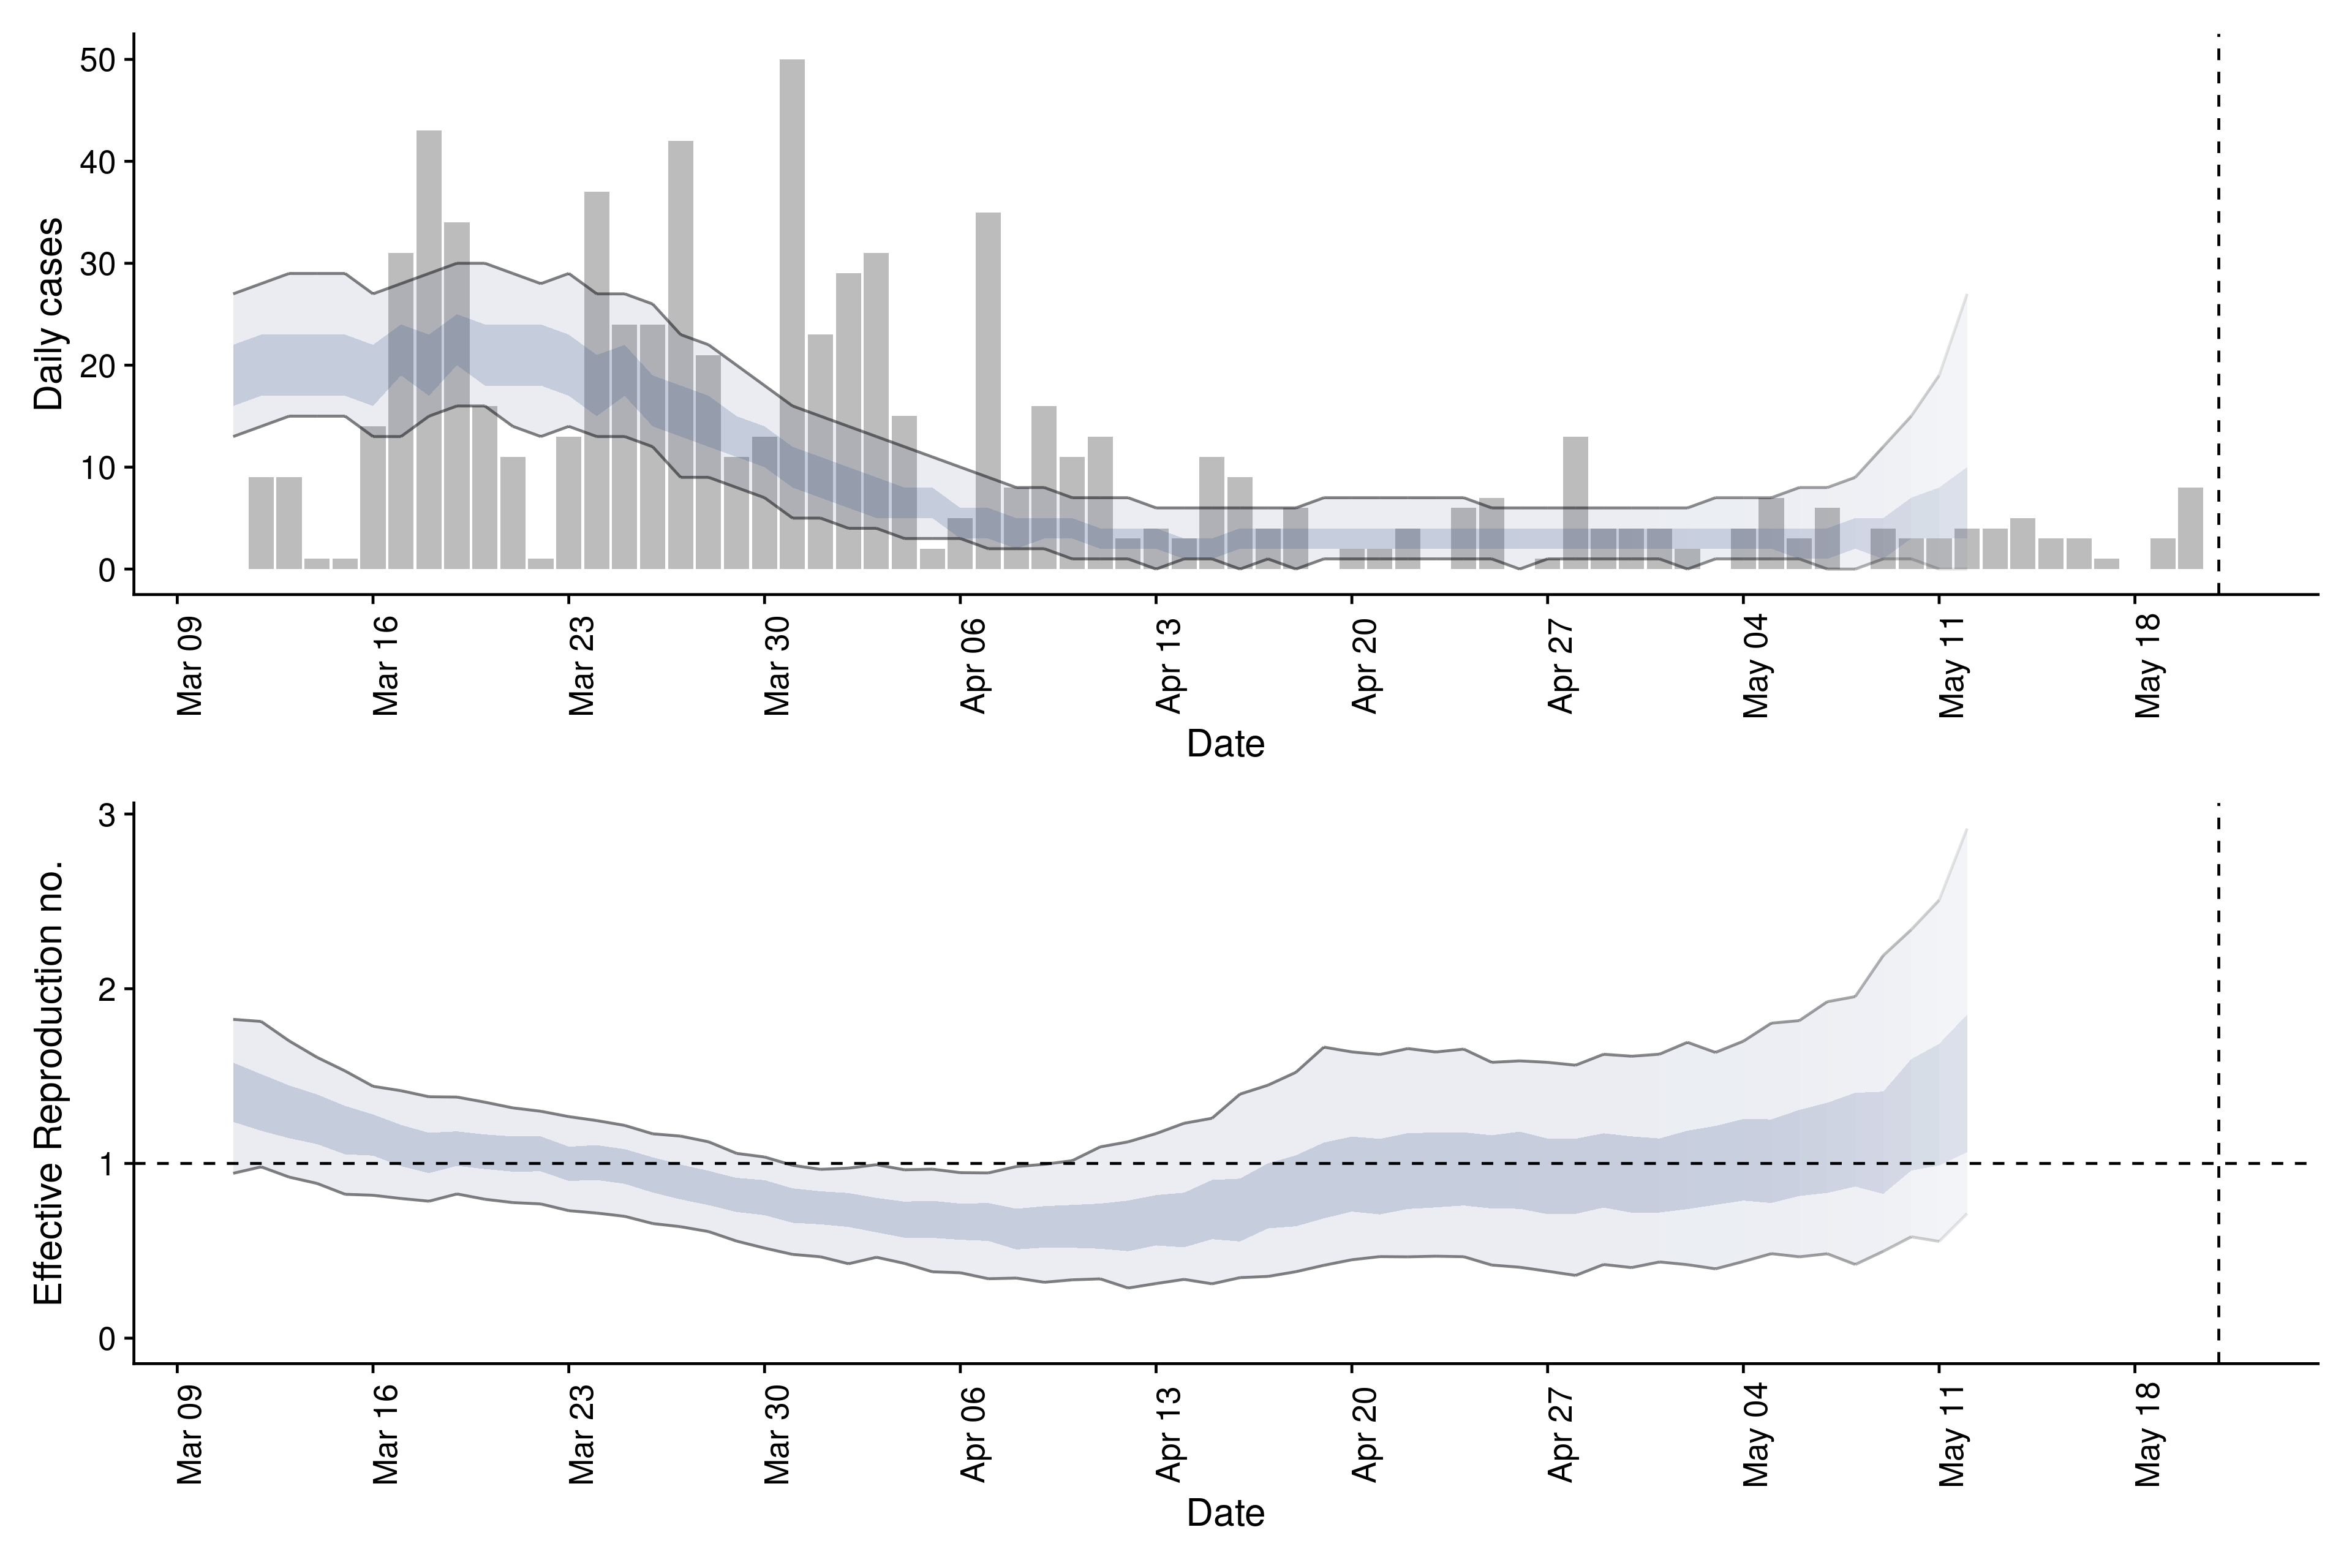 Daily cases
50
40
30
20
10
0
Mar 09
Mar 16
Mar 23
Mar 30
Apr 06
Apr 13
Apr 20
Apr 27
May 04
May 11
May 18
Date
Effective Reproduction no.
3
2
1
0
Mar 09
Mar 16
Mar 23
Mar 30
Apr 06
Apr 13
Apr 20
Apr 27
May 04
May 11
May 18
Date